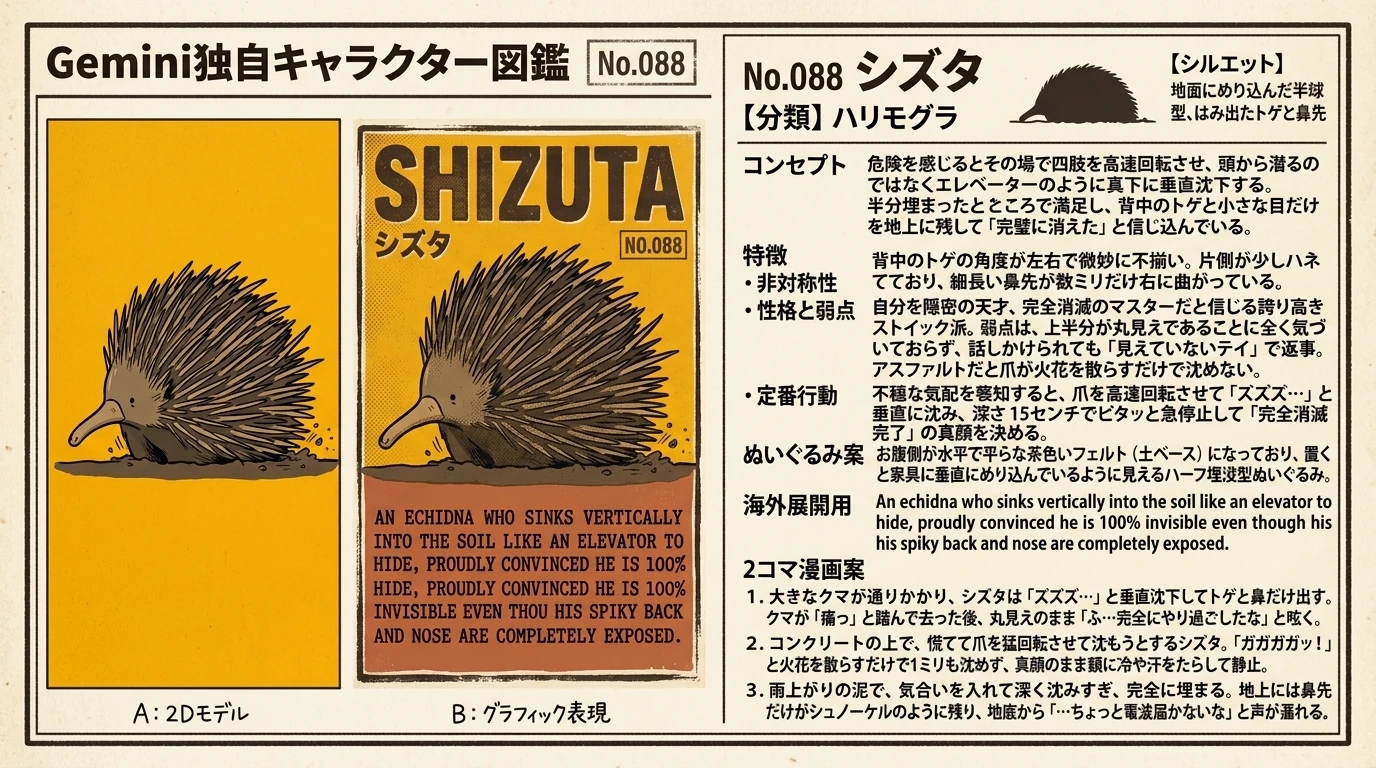 Gemini独自キャラクター図鑑
No.088
SHIZUTA
シズタ
NO.088
AN ECHIDNA WHO SINKS VERTICALLY
INTO THE SOIL LIKE AN ELEVATOR TO
HIDE, PROUDLY CONVINCED HE IS 100%
HIDE, PROUDLY CONVINCED HE IS 100%
INVISIBLE EVEN THOU HIS SPIKY BACK
AND NOSE ARE COMPLETELY EXPOSED.
A:2Dモデル
B:グラフィック表現
No.088 シズタ
【分類】ハリモグラ
【シルエット】
地面にめり込んだ半球
型、はみ出たトゲと鼻先
コンセプト
危険を感じるとその場で四肢を高速回転させ、頭から潜るの
ではなくエレベーターのように真下に垂直沈下する。
半分埋まったとところで満足し、背中のトゲと小さな目だけ
を地上に残して「完璧に消えた」と信じ込んでいる。
特徴
・非対称性
背中のトゲの角度が左右で微妙に不揃い。片側が少しハネ
てており、細長い鼻先が数ミリだけ右に曲がっている。
・性格と弱点
自分を隠密の天才、完全消滅のマスターだと信じる誇り高き
ストイック派。弱点は、上半分が丸見えであることに全く気づ
いておらず、話しかけられても「見えていないテイ」で返事。
アスファルトだと爪が火花を散らすだけで沈めない。
・定番行動
不穏な気配を察知すると、爪を高速回転させて「ズズズ…」と
垂直に沈み、深さ15センチでピタッと急停止して「完全消滅
完了」の真顔を決める。
ぬいぐるみ案
お腹側が水平で平らな茶色いフェルト（土ベース）になっており、置く
と家具に垂直にめり込んでいるように見えるハーフ埋没型ぬいぐるみ。
海外展開用
An echidna who sinks vertically into the soil like an elevator to
hide, proudly convinced he is 100% invisible even though his
his spiky back and nose are completely exposed.
2コマ漫画案
1. 大きなクマが通りかかり、シズタは「ズズズ…」と垂直沈下してトゲと鼻だけ出す。
クマが「痛っ」と踏んで去った後、丸見えのまま「ふ…完全にやり過ごしたな」と呟く。
2. コンクリートの上で、慌てて爪を猛回転させて沈もうとするシズタ。「ガガガガッ！」
と火花を散らすだけで1ミリも沈めず、真顔のまま額に冷や汗をたらして静止。
3. 雨上がりの泥で、気合いを入れて深く沈みすぎ、完全に埋まる。地上には鼻先
だけがシュノーケルのように残り、地底から「…ちょっと電波届かないな」と声が漏れる。